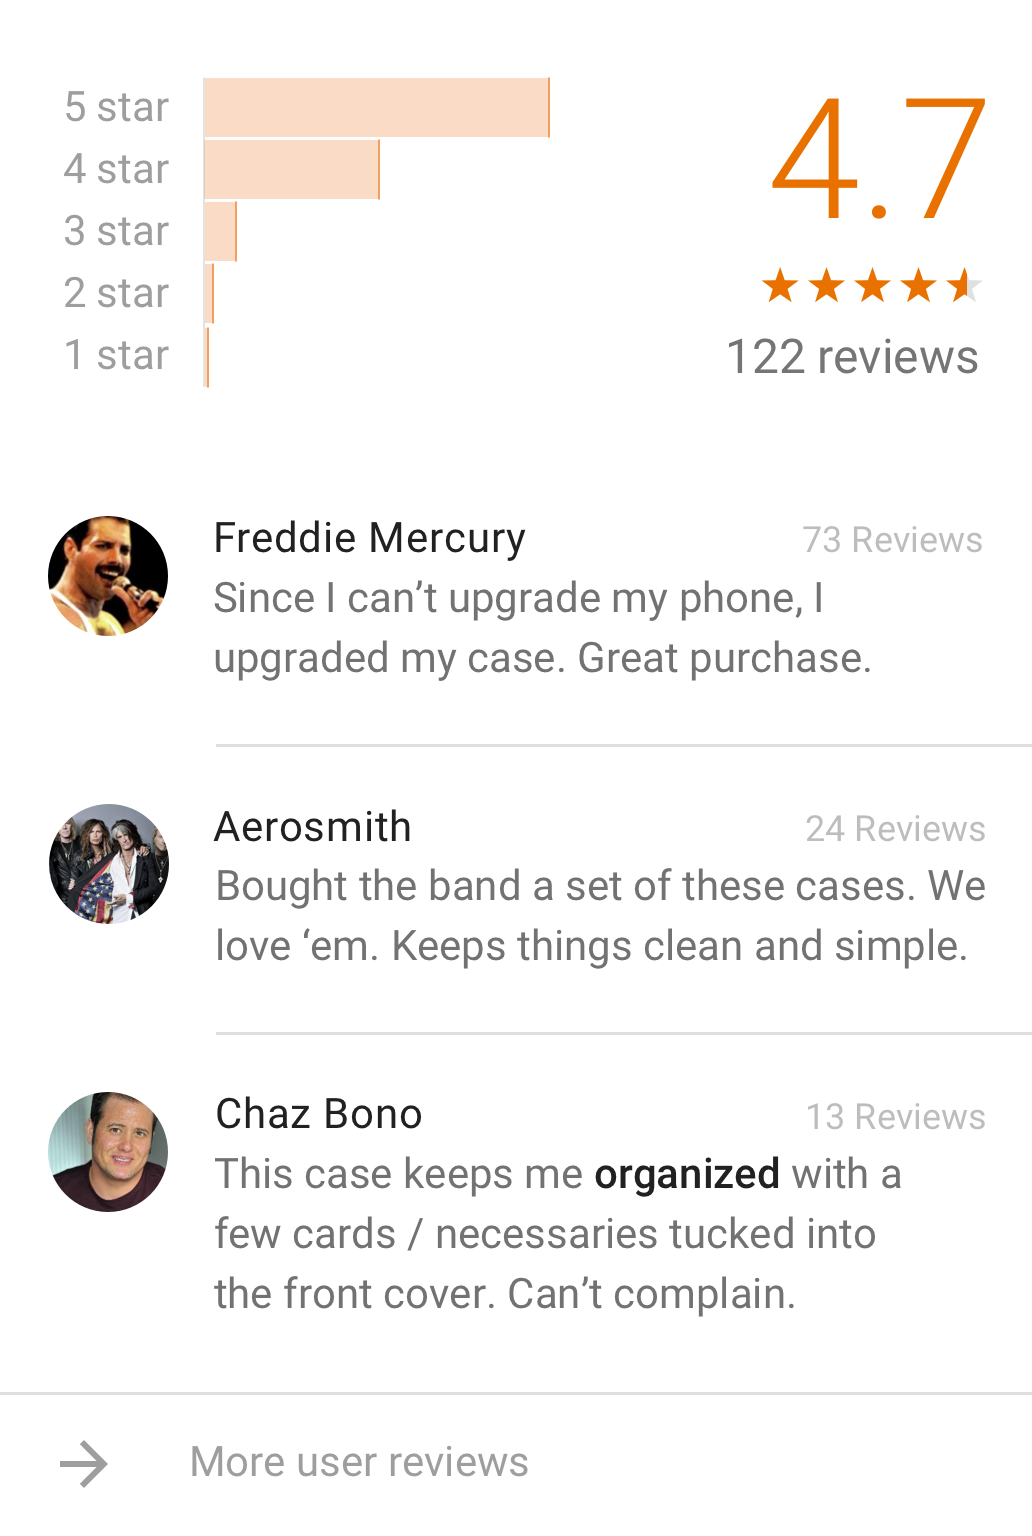 5 star
4 star
3 star
2 star
1 star
4.7
122 reviews
Freddie Mercury
73 Reviews
Since I can’t upgrade my phone, I
upgraded my case. Great purchase.
Aerosmith
24 Reviews
Bought the band a set of these cases. We
love ‘em. Keeps things clean and simple.
Chaz Bono
13 Reviews
This case keeps me organized with a
few cards / necessaries tucked into
the front cover. Can’t complain.
More user reviews